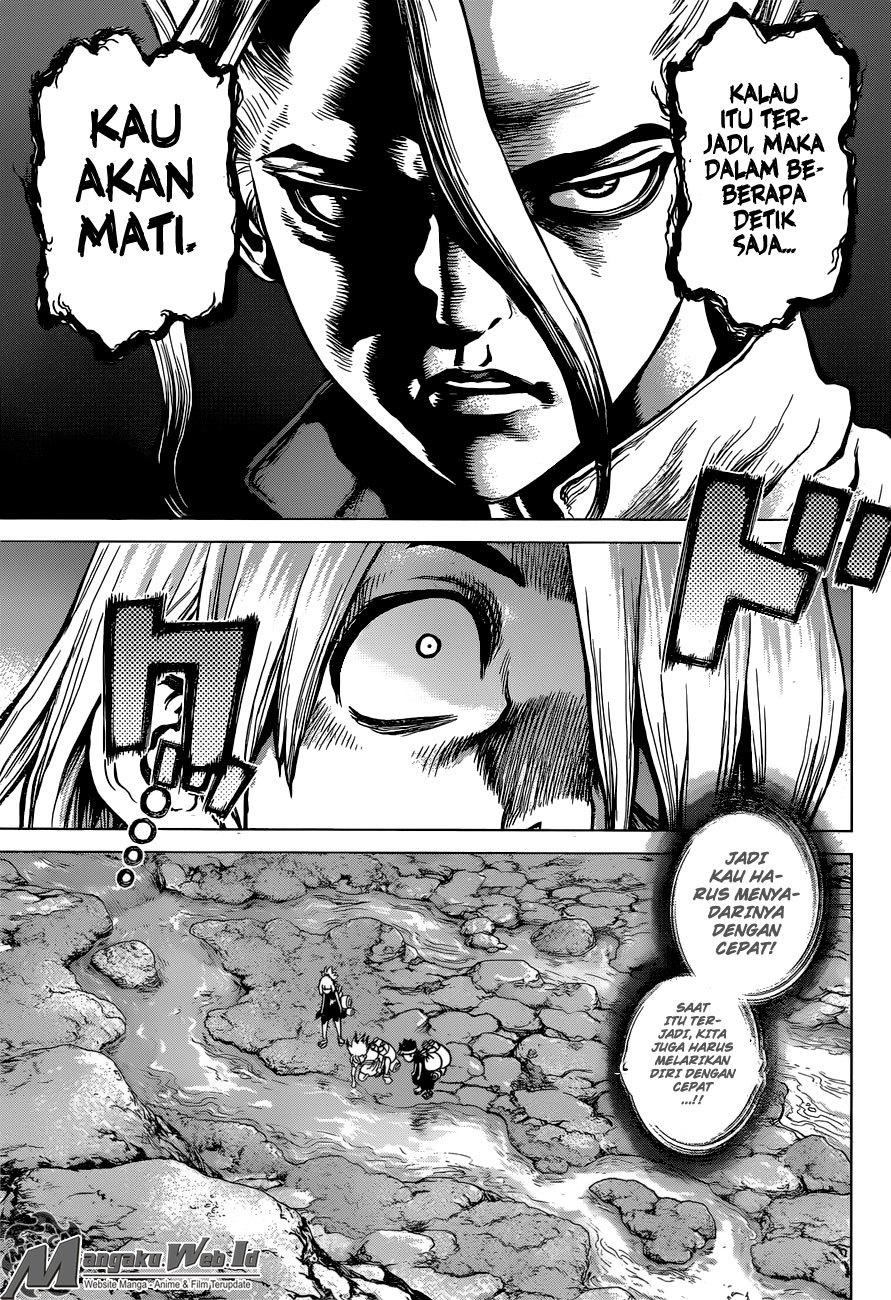 KALAU
ITU TER-
JADI, MAKA
DALAM BE-
BERAPA
DETIK
SAJA...
KAU
AKAN
MATI.
ド
ク
JADI
KAU HA-
RUS MENYA-
DARINYA
DENGAN
CEPAT!
SAAT
ITU TER-
JADI, KITA
JUGA HARUS
MELARIKAN
DIRI DENGAN
CEPAT
...!!
Mangaku.Web.Id
Website Manga - Anime & Film Terupdate